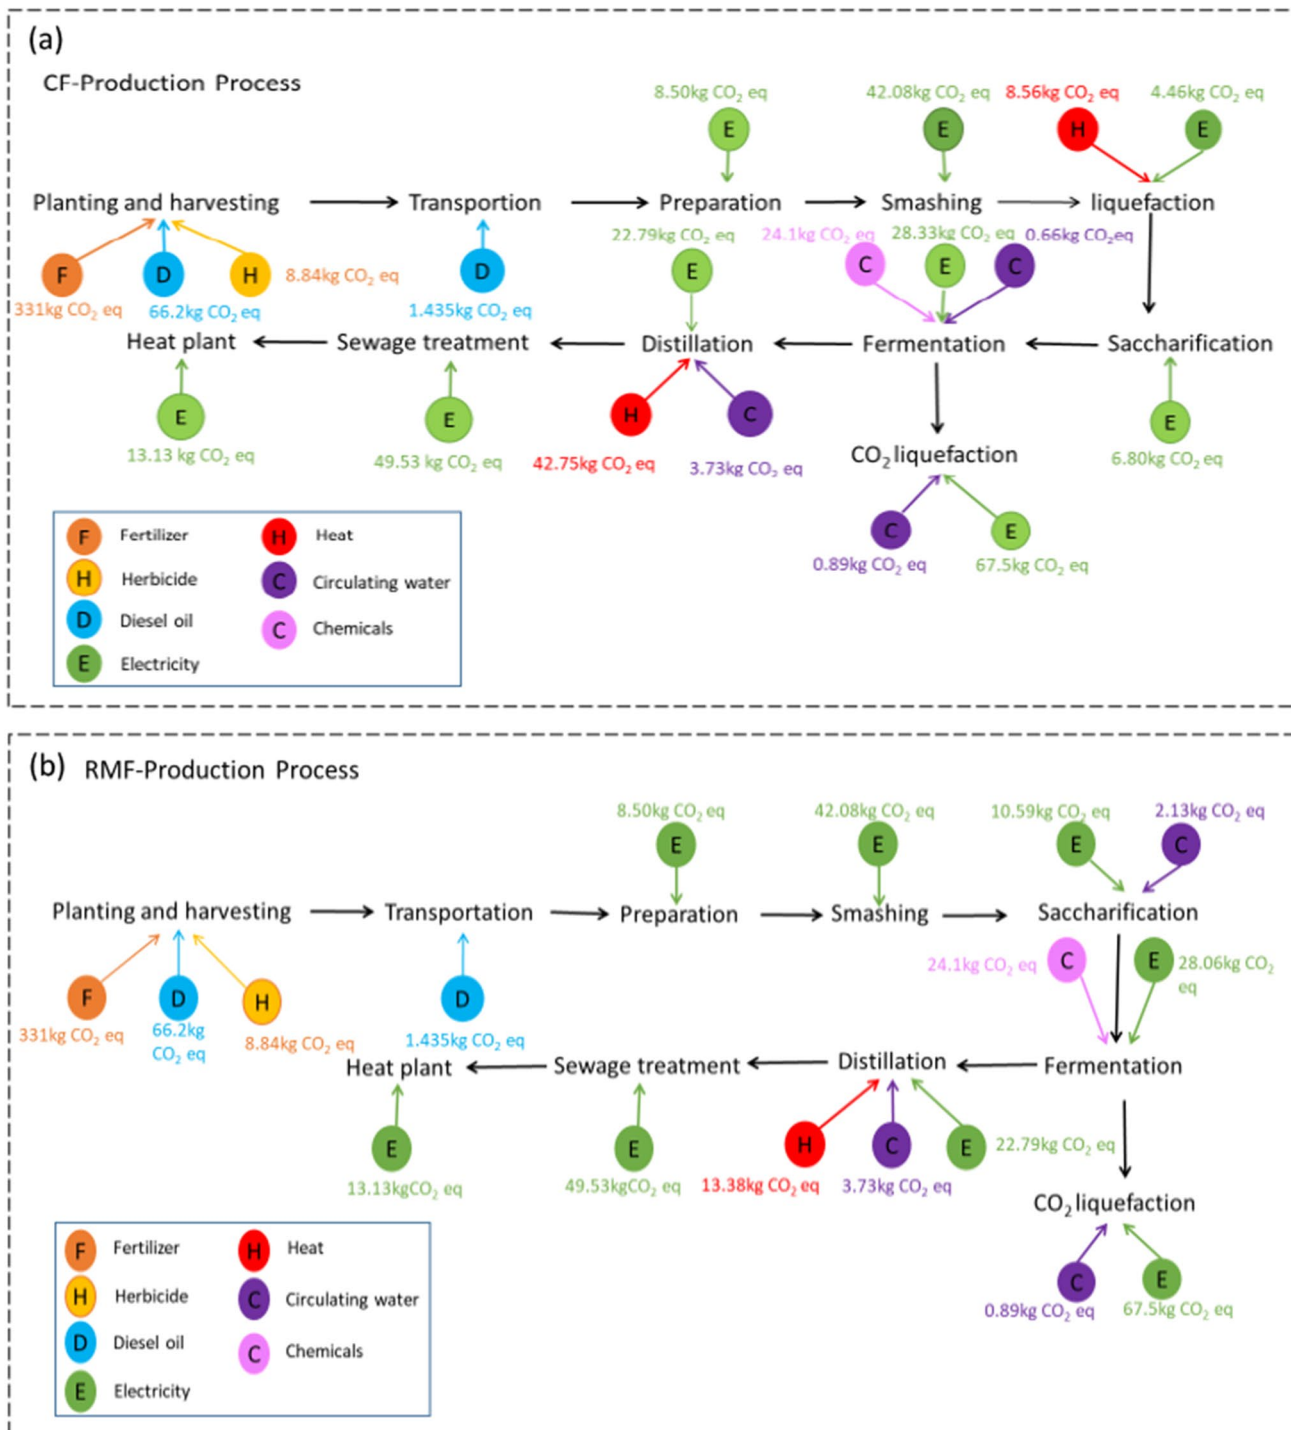 (a)
CF-Production Process
8.50kg CO₂ eq
42.08kg CO₂ eq
8.56kg CO₂ eq
4.46kg CO₂ eq
E
E
H
E
Planting and harvesting
Transportion
Preparation
Smashing
liquefaction
22.79kg CO₂ eq
24.1kg CO₂ eq
28.33kg CO₂ eq
0.66kg CO₂eq
F
D
H
8.84kg CO₂ eq
D
E
C
E
C
331kg CO₂ eq
66.2kg CO₂ eq
1.435kg CO₂ eq
Heat plant
Sewage treatment
Distillation
Fermentation
Saccharification
E
E
H
C
E
13.13 kg CO₂ eq
49.53 kg CO₂ eq
42.75kg CO₂ eq
3.73kg CO₂ eq
CO₂ liquefaction
6.80kg CO₂ eq
C
E
0.89kg CO₂ eq
67.5kg CO₂ eq
F Fertilizer
H Heat
H Herbicide
C Circulating water
D Diesel oil
C Chemicals
E Electricity
(b)
RMF-Production Process
8.50kg CO₂ eq
42.08kg CO₂ eq
10.59kg CO₂ eq
2.13kg CO₂ eq
E
E
E
C
Planting and harvesting
Transportation
Preparation
Smashing
Saccharification
24.1kg CO₂ eq
C
E
28.06kg CO₂
eq
F
D
H
D
331kg CO₂ eq
66.2kg
CO₂ eq
8.84kg CO₂ eq
1.435kg CO₂ eq
Heat plant
Sewage treatment
Distillation
Fermentation
E
E
H
C
E
22.79kg CO₂ eq
13.13kgCO₂ eq
49.53kgCO₂ eq
13.38kg CO₂ eq
3.73kg CO₂ eq
CO₂ liquefaction
C
E
0.89kg CO₂ eq
67.5kg CO₂ eq
F Fertilizer
H Heat
H Herbicide
C Circulating water
D Diesel oil
C Chemicals
E Electricity